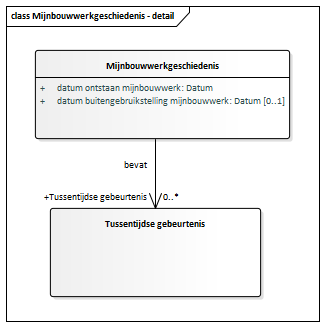 class Mijnbouwwerkgeschiedenis - detail
Mijnbouwwerkgeschiedenis
+ datum ontstaan mijnbouwwerk: Datum
+ datum buitengebruikstelling mijnbouwwerk: Datum [0..1]
bevat
+Tussentijdse gebeurtenis 0..*
Tussentijdse gebeurtenis